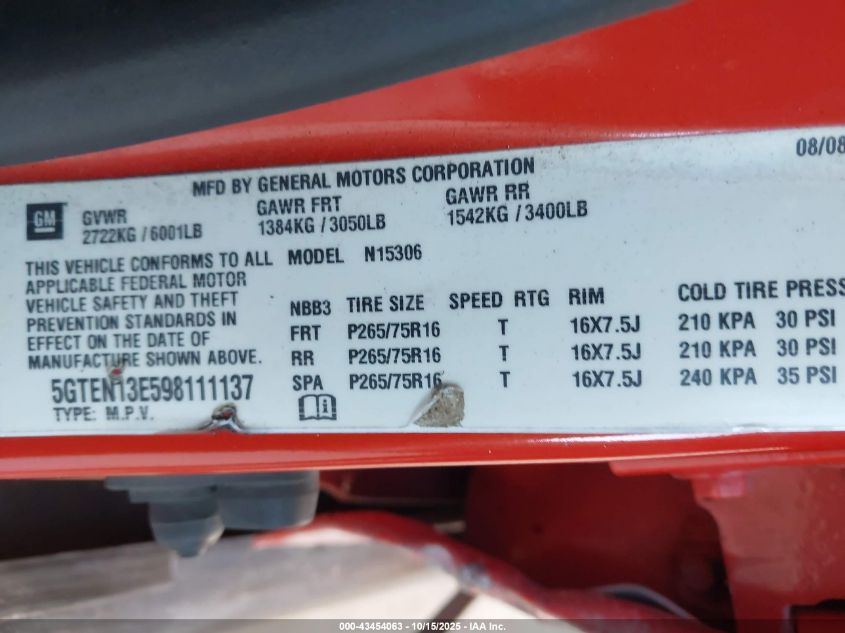 MFD BY GENERAL MOTORS CORPORATION
08/08
GM
GVWR
2722KG / 6001LB
GAWR FRT
1384KG / 3050LB
GAWR RR
1542KG / 3400LB
THIS VEHICLE CONFORMS TO ALL
APPLICABLE FEDERAL MOTOR
VEHICLE SAFETY AND THEFT
PREVENTION STANDARDS IN
EFFECT ON THE DATE OF
MANUFACTURE SHOWN ABOVE.
5GTEN13E598111137
TYPE: M.P.V.
MODEL N15306
NBB3 TIRE SIZE SPEED RTG RIM COLD TIRE PRESS
FRT P265/75R16 T 16X7.5J 210 KPA 30 PSI
RR P265/75R16 T 16X7.5J 210 KPA 30 PSI
SPA P265/75R16 T 16X7.5J 240 KPA 35 PSI
000-43454063 - 10/15/2025 - IAA Inc.